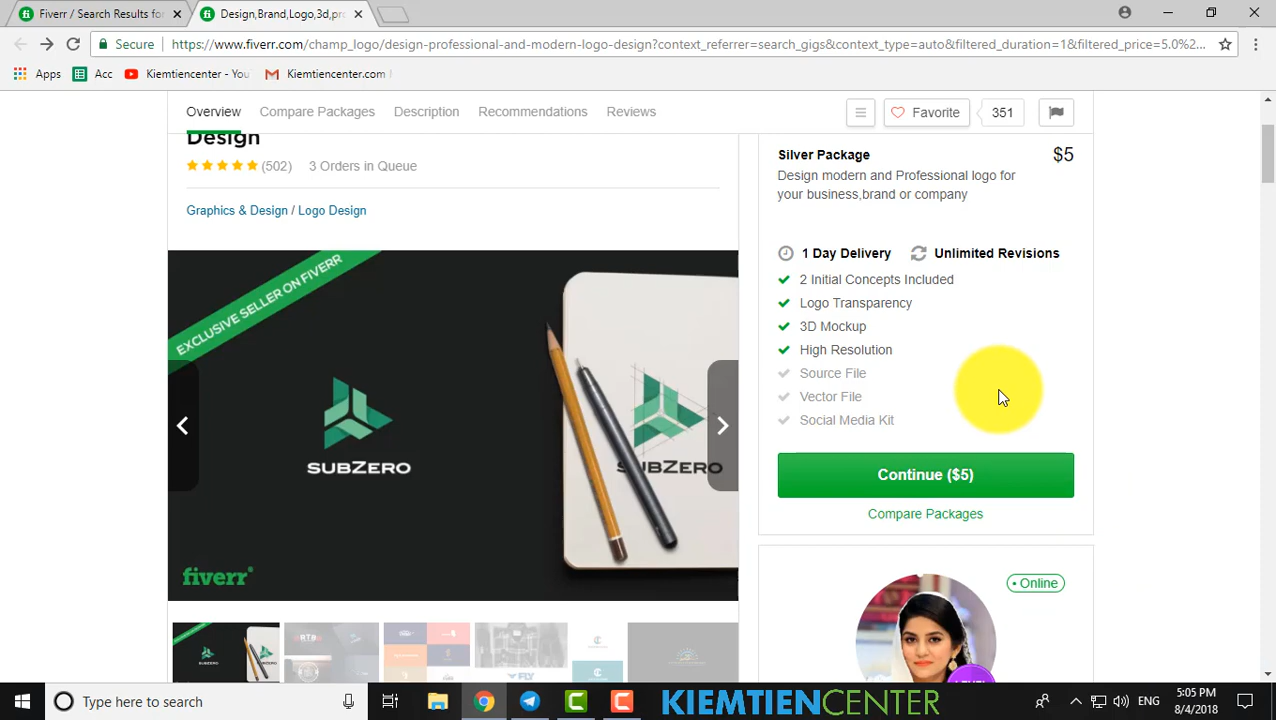 Fiverr / Search Results for
Design,Brand,Logo,3d,pro
Secure
https://www.fiverr.com/champ_logo/design-professional-and-modern-logo-design?context_referrer=search_gigs&context_type=auto&filtered_duration=1&filtered_price=5.0%2...
Apps
Acc
Kiemtiencenter - You
Kiemtiencenter.com
Overview
Compare Packages
Description
Recommendations
Reviews
Favorite
351
Design
(502)
3 Orders in Queue
Graphics & Design / Logo Design
Silver Package
$5
Design modern and Professional logo for
your business,brand or company
1 Day Delivery
Unlimited Revisions
2 Initial Concepts Included
Logo Transparency
3D Mockup
High Resolution
Source File
Vector File
Social Media Kit
Continue ($5)
Compare Packages
Online
EXCLUSIVE SELLER ON FIVERR
SUBZERO
SUBZERO
fiverr®
SUBZERO
Type here to search
KIEMTIENCENTER
ENG
5:05 PM
8/4/2018